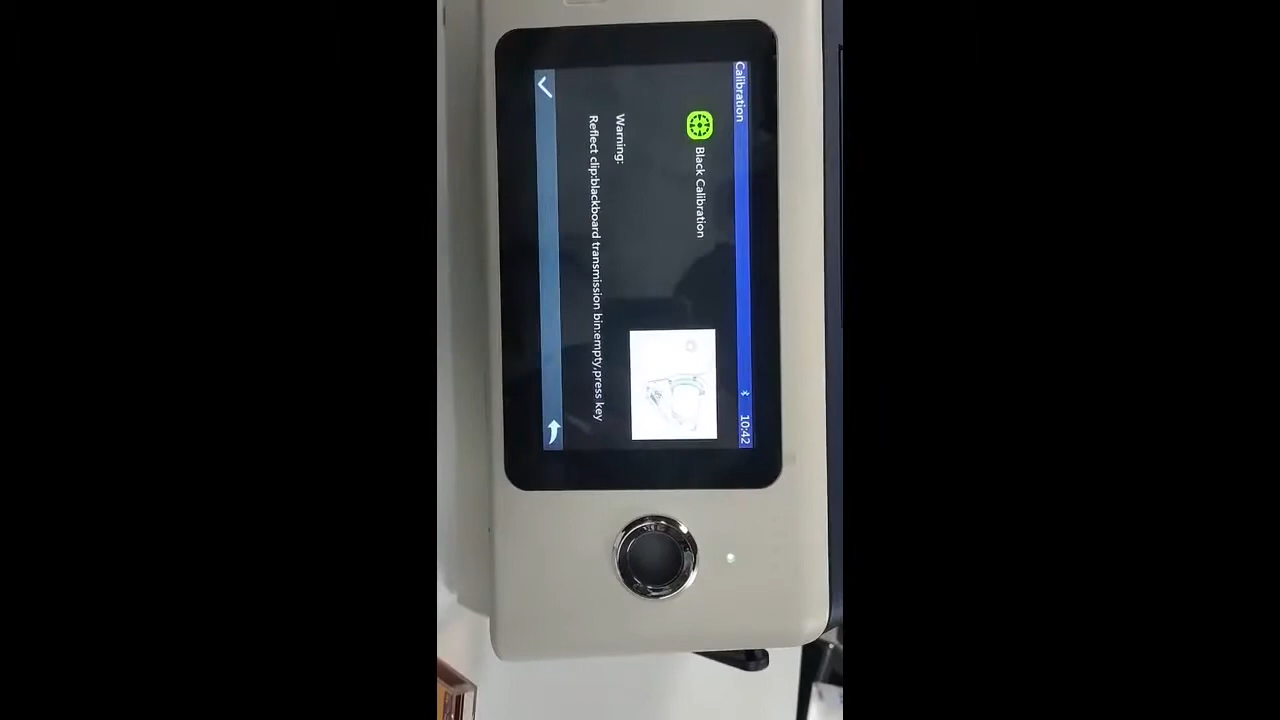 Calibration 10:42
Black Calibration
Warning:
Reflect clip:blackboard transmission bin:empty,press key